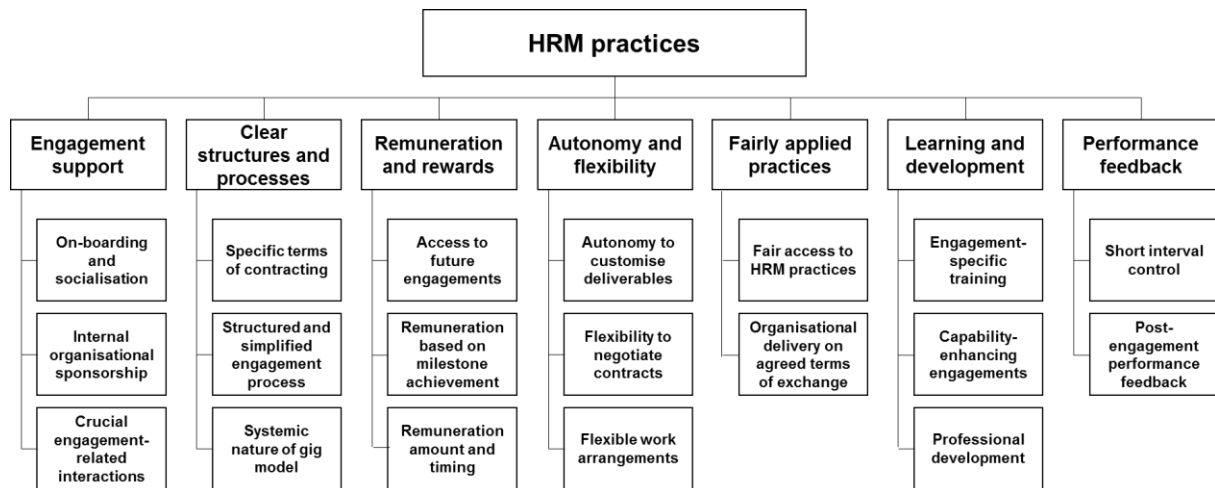 HRM practices
Engagement
support
Clear
structures and
processes
Remuneration
and rewards
Autonomy and
flexibility
Fairly applied
practices
Learning and
development
Performance
feedback
On-boarding
and
socialisation
Internal
organisational
sponsorship
Crucial
engagement-
related
interactions
Specific terms
of contracting
Structured and
simplified
engagement
process
Systemic
nature of gig
model
Access to
future
engagements
Remuneration
based on
milestone
achievement
Remuneration
amount and
timing
Autonomy to
customise
deliverables
Flexibility to
negotiate
contracts
Flexible work
arrangements
Fair access to
HRM practices
Organisational
delivery on
agreed terms
of exchange
Engagement-
specific
training
Capability-
enhancing
engagements
Professional
development
Short interval
control
Post-
engagement
performance
feedback